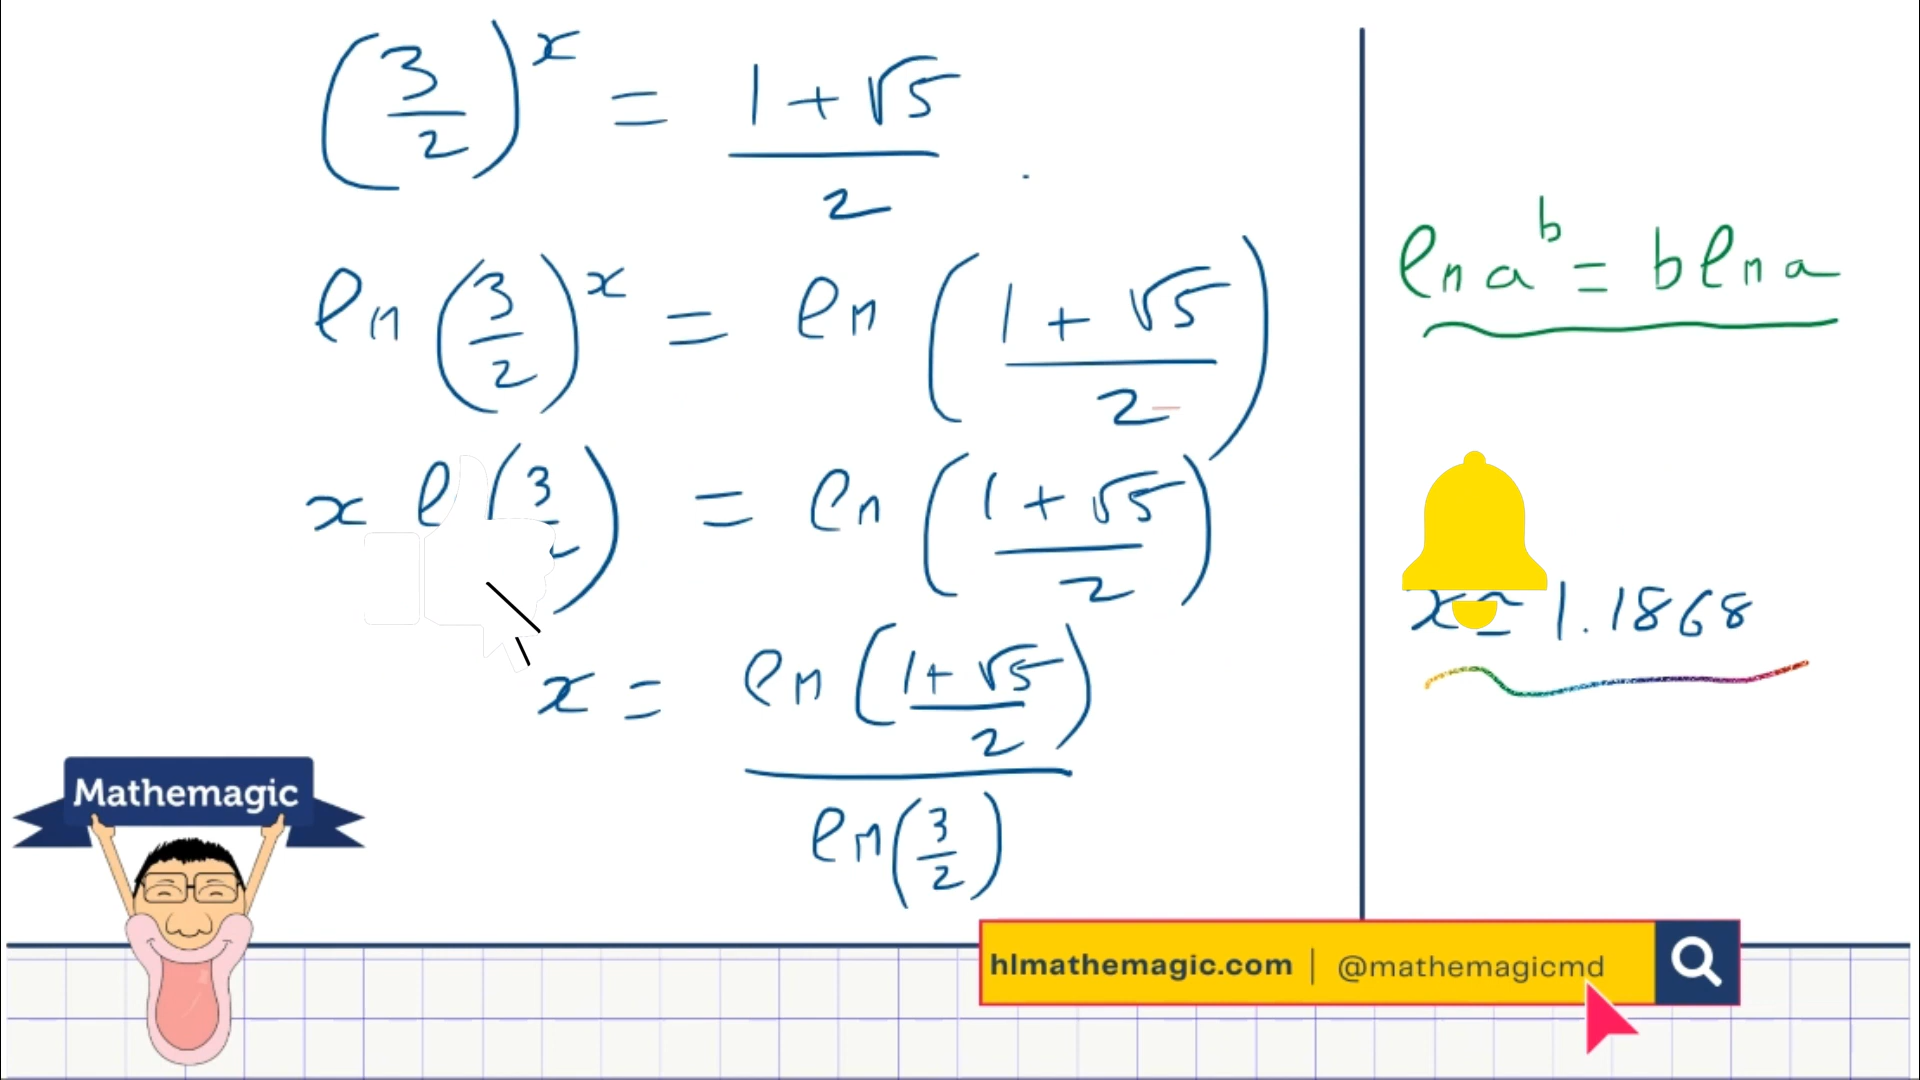 (3/2)^x = (1 + √5)/2
ln (3/2)^x = ln ((1 + √5)/2)
x (3/) = ln ((1 + √5)/2)
x = ln ((1 + √5)/2) / ln (3/2)
ln a^b = b ln a
x ≃ 1.1868
Mathemagic
hlmathemagic.com | @mathemagicmd